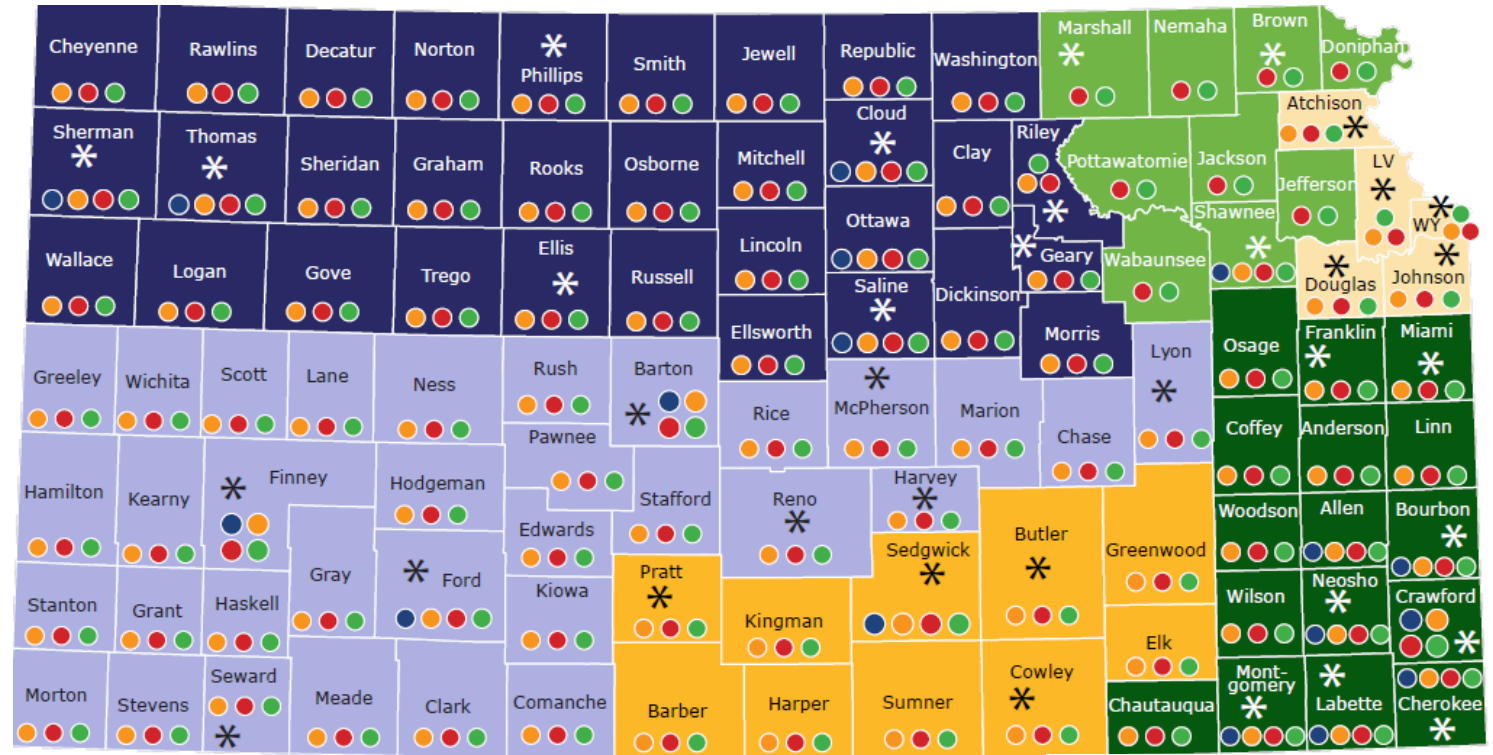 Cheyenne
Rawlins
Decatur
Norton
*
Phillips
Smith
Jewell
Republic
Washington
Marshall
*
Nemaha
Brown
*
Doniphan
Sherman
*
Thomas
*
Sheridan
Graham
Rooks
Osborne
Mitchell
Cloud
*
Clay
Riley
*
Pottawatomie
Jackson
Atchison
*
Jefferson
LV
*
WY
*
Wallace
Logan
Gove
Trego
Ellis
*
Russell
Lincoln
Ottawa
Saline
*
Dickinson
*
Geary
Wabaunsee
Shawnee
*
*
Douglas
*
Johnson
Ellsworth
Morris
Greeley
Wichita
Scott
Lane
Ness
Rush
Barton
*
Rice
*
McPherson
Marion
Chase
Lyon
*
Osage
Franklin
*
Miami
*
Pawnee
Coffey
Anderson
Linn
Hamilton
Kearny
Finney
*
Hodgeman
Edwards
Stafford
Reno
*
Harvey
*
Butler
*
Greenwood
Woodson
Allen
Bourbon
*
Stanton
Grant
Haskell
Gray
* Ford
Kiowa
Pratt
*
Kingman
Sedgwick
*
Elk
Wilson
Neosho
*
Crawford
*
Morton
Stevens
Seward
*
Meade
Clark
Comanche
Barber
Harper
Sumner
Cowley
*
Chautauqua
Mont-
gomery
*
*
Labette
Cherokee
*